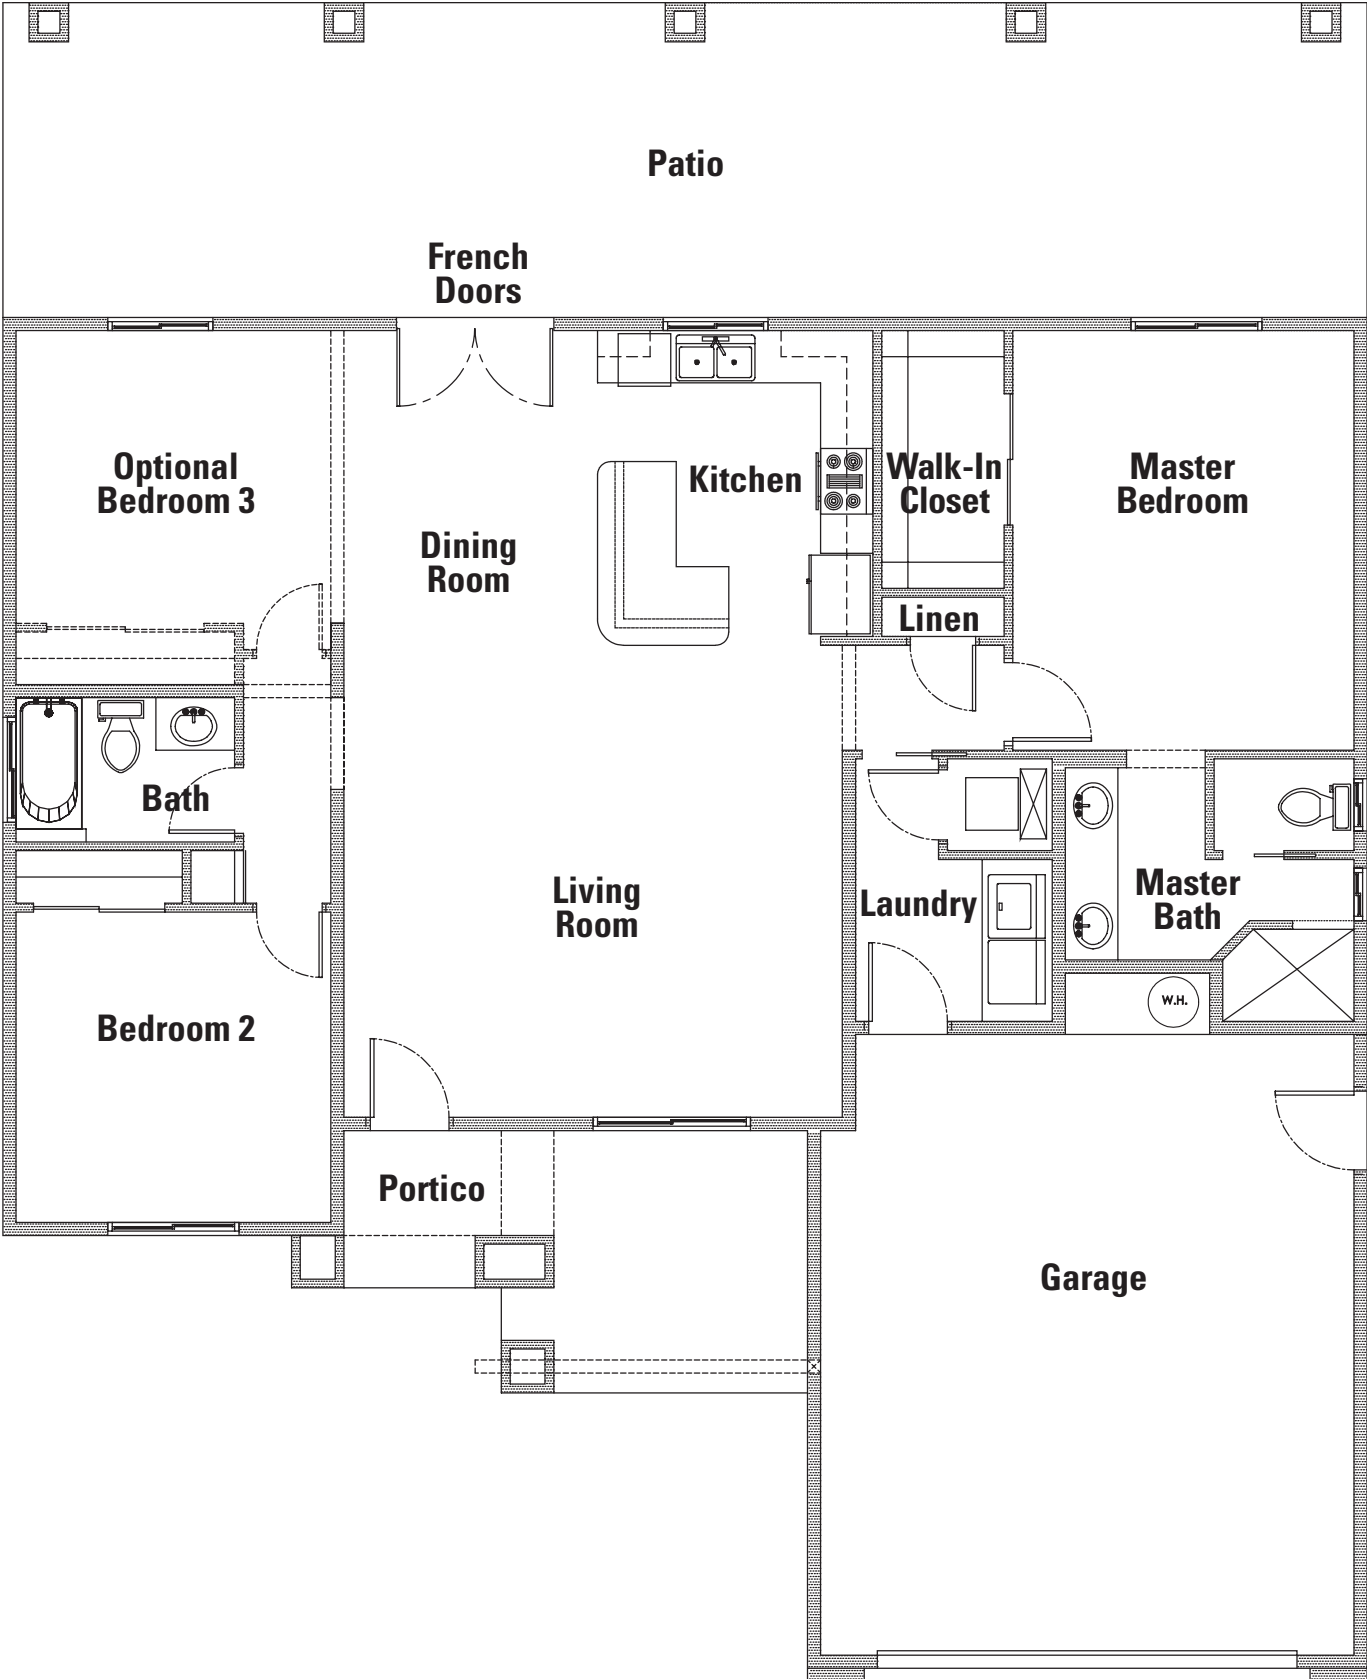 Patio
French
Doors
Optional
Bedroom 3
Kitchen
Walk-In
Closet
Master
Bedroom
Dining
Room
Linen
Bath
Living
Room
Laundry
Master
Bath
W.H.
Bedroom 2
Portico
Garage